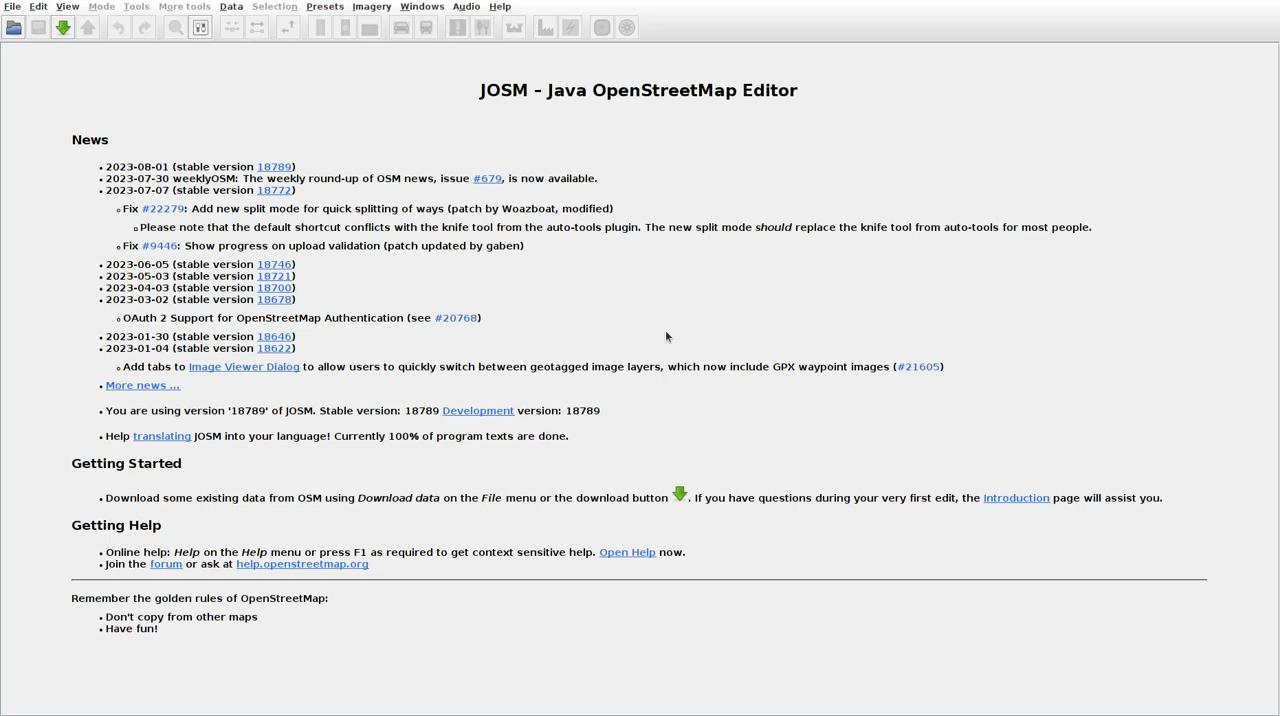 File Edit View Mode Tools More tools Data Selection Presets Imagery Windows Audio Help
JOSM – Java OpenStreetMap Editor
News
2023-08-01 (stable version 18789)
2023-07-30 weeklyOSM: The weekly round-up of OSM news, issue #679, is now available.
2023-07-07 (stable version 18772)
Fix #22279: Add new split mode for quick splitting of ways (patch by Woazboat, modified)
Please note that the default shortcut conflicts with the knife tool from the auto-tools plugin. The new split mode should replace the knife tool from auto-tools for most people.
Fix #9446: Show progress on upload validation (patch updated by gaben)
2023-06-05 (stable version 18746)
2023-05-03 (stable version 18721)
2023-04-03 (stable version 18700)
2023-03-02 (stable version 18678)
OAuth 2 Support for OpenStreetMap Authentication (see #20768)
2023-01-30 (stable version 18646)
2023-01-04 (stable version 18622)
Add tabs to Image Viewer Dialog to allow users to quickly switch between geotagged image layers, which now include GPX waypoint images (#21605)
More news ...
You are using version '18789' of JOSM. Stable version: 18789 Development version: 18789
Help translating JOSM into your language! Currently 100% of program texts are done.
Getting Started
Download some existing data from OSM using Download data on the File menu or the download button . If you have questions during your very first edit, the Introduction page will assist you.
Getting Help
Online help: Help on the Help menu or press F1 as required to get context sensitive help. Open Help now.
Join the forum or ask at help.openstreetmap.org
Remember the golden rules of OpenStreetMap:
Don't copy from other maps
Have fun!